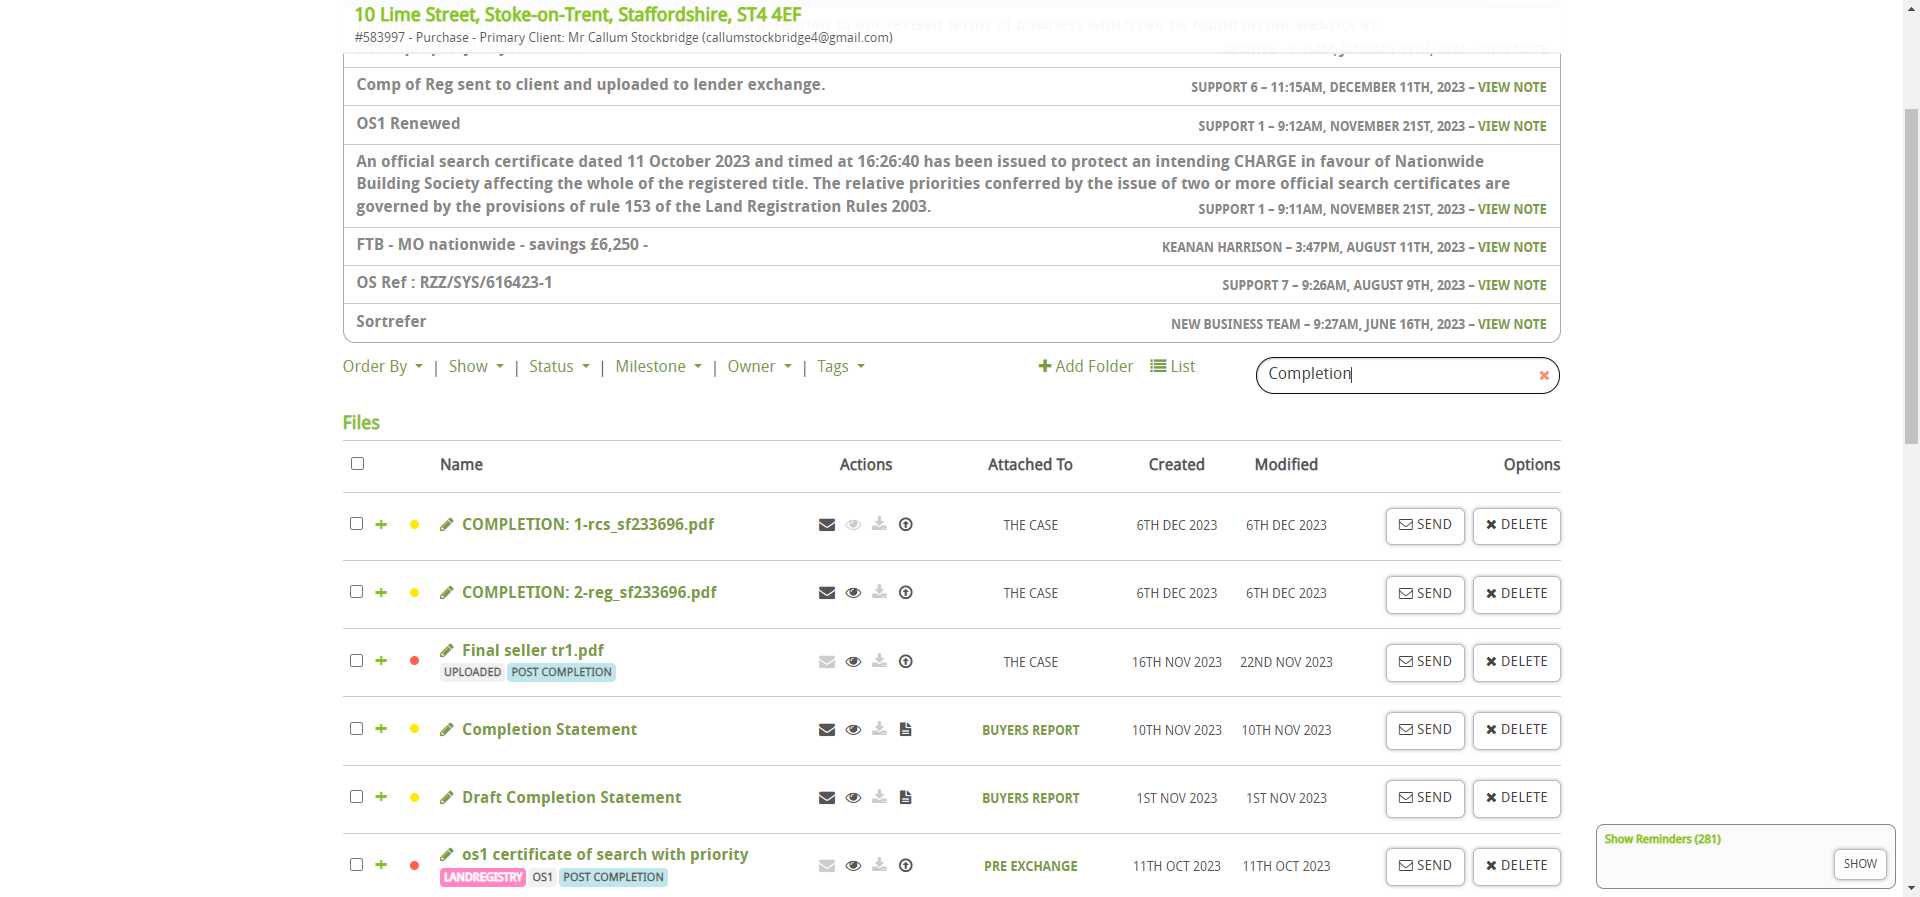 10 Lime Street, Stoke-on-Trent, Staffordshire, ST4 4EF
#583997 - Purchase - Primary Client: Mr Callum Stockbridge (callumstockbridge4@gmail.com)
Comp of Reg sent to client and uploaded to lender exchange. SUPPORT 6 – 11:15AM, DECEMBER 11TH, 2023 – VIEW NOTE
OS1 Renewed SUPPORT 1 – 9:12AM, NOVEMBER 21ST, 2023 – VIEW NOTE
An official search certificate dated 11 October 2023 and timed at 16:26:40 has been issued to protect an intending CHARGE in favour of Nationwide
Building Society affecting the whole of the registered title. The relative priorities conferred by the issue of two or more official search certificates are
governed by the provisions of rule 153 of the Land Registration Rules 2003. SUPPORT 1 – 9:11AM, NOVEMBER 21ST, 2023 – VIEW NOTE
FTB - MO nationwide - savings £6,250 - KEANAN HARRISON – 3:47PM, AUGUST 11TH, 2023 – VIEW NOTE
OS Ref : RZZ/SYS/616423-1 SUPPORT 7 – 9:26AM, AUGUST 9TH, 2023 – VIEW NOTE
Sortrefer NEW BUSINESS TEAM – 9:27AM, JUNE 16TH, 2023 – VIEW NOTE
Order By | Show | Status | Milestone | Owner | Tags Add Folder List Completion
Files
Name Actions Attached To Created Modified Options
COMPLETION: 1-rcs_sf233696.pdf THE CASE 6TH DEC 2023 6TH DEC 2023 SEND DELETE
COMPLETION: 2-reg_sf233696.pdf THE CASE 6TH DEC 2023 6TH DEC 2023 SEND DELETE
Final seller tr1.pdf THE CASE 16TH NOV 2023 22ND NOV 2023 SEND DELETE
UPLOADED POST COMPLETION
Completion Statement BUYERS REPORT 10TH NOV 2023 10TH NOV 2023 SEND DELETE
Draft Completion Statement BUYERS REPORT 1ST NOV 2023 1ST NOV 2023 SEND DELETE
os1 certificate of search with priority PRE EXCHANGE 11TH OCT 2023 11TH OCT 2023 SEND DELETE
LANDREGISTRY OS1 POST COMPLETION
Show Reminders (281)
SHOW